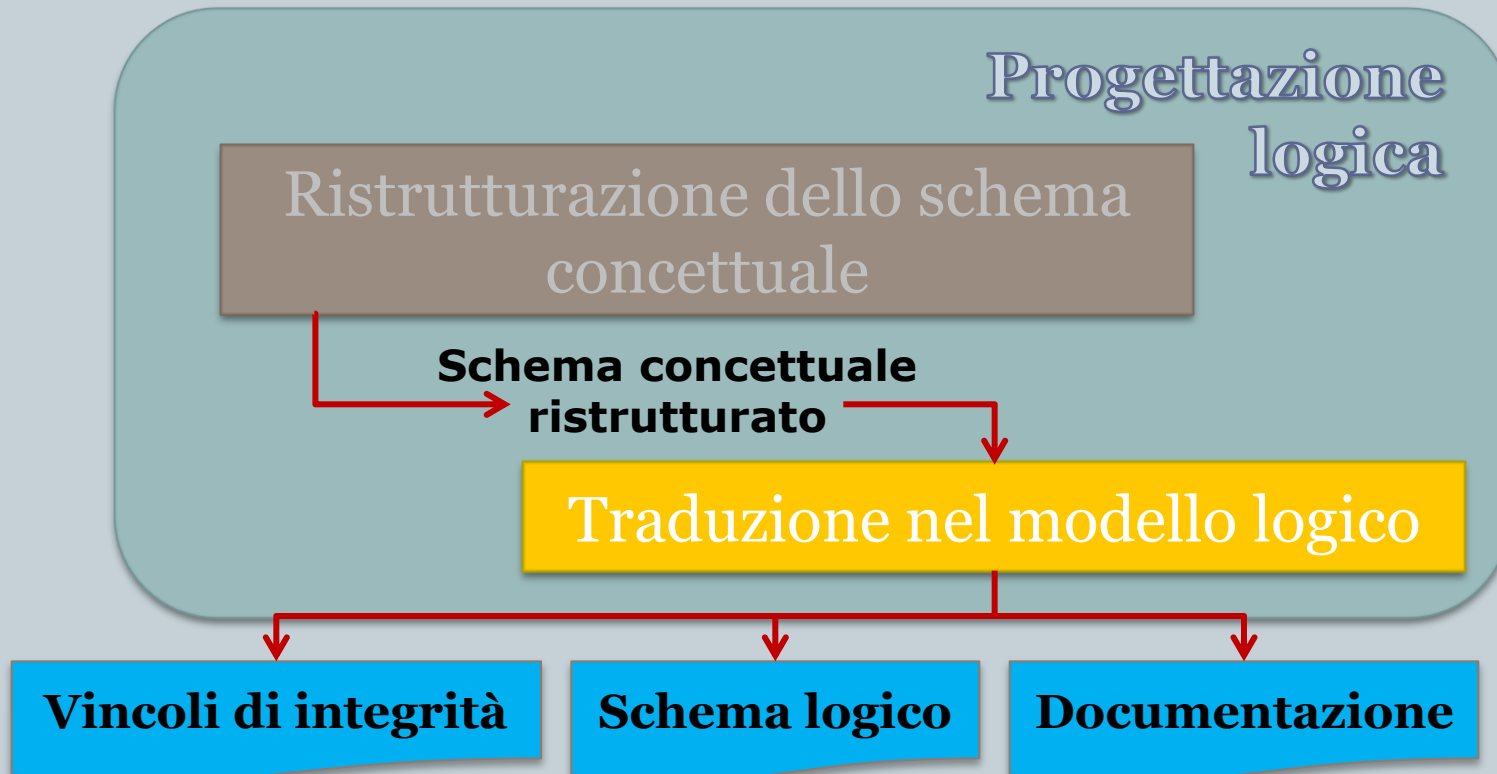 Progettazione
logica
Ristrutturazione dello schema
concettuale
Schema concettuale
ristrutturato
Traduzione nel modello logico
Vincoli di integrità
Schema logico
Documentazione